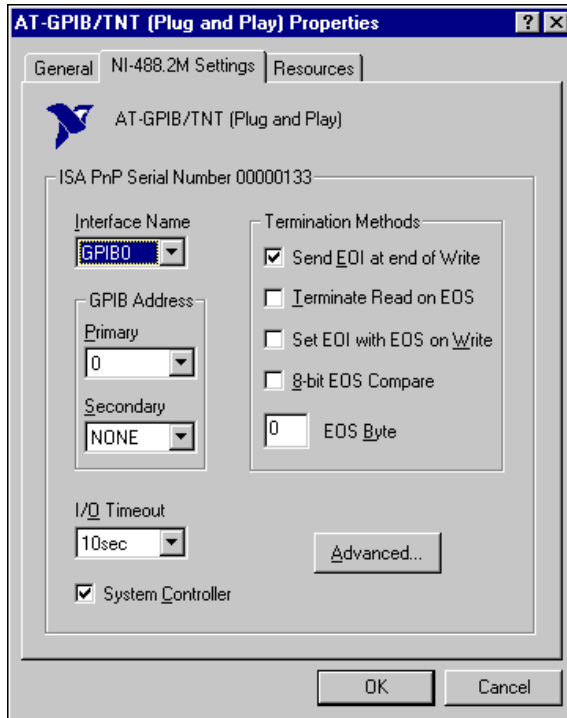 AT-GPIB/TNT (Plug and Play) Properties
General NI-488.2M Settings Resources
AT-GPIB/TNT (Plug and Play)
ISA PnP Serial Number 00000133
Interface Name
GPIB0
GPIB Address
Primary
0
Secondary
NONE
Termination Methods
Send EOI at end of Write
Terminate Read on EOS
Set EOI with EOS on Write
8-bit EOS Compare
0 EOS Byte
I/O Timeout
10sec
System Controller
Advanced...
OK Cancel